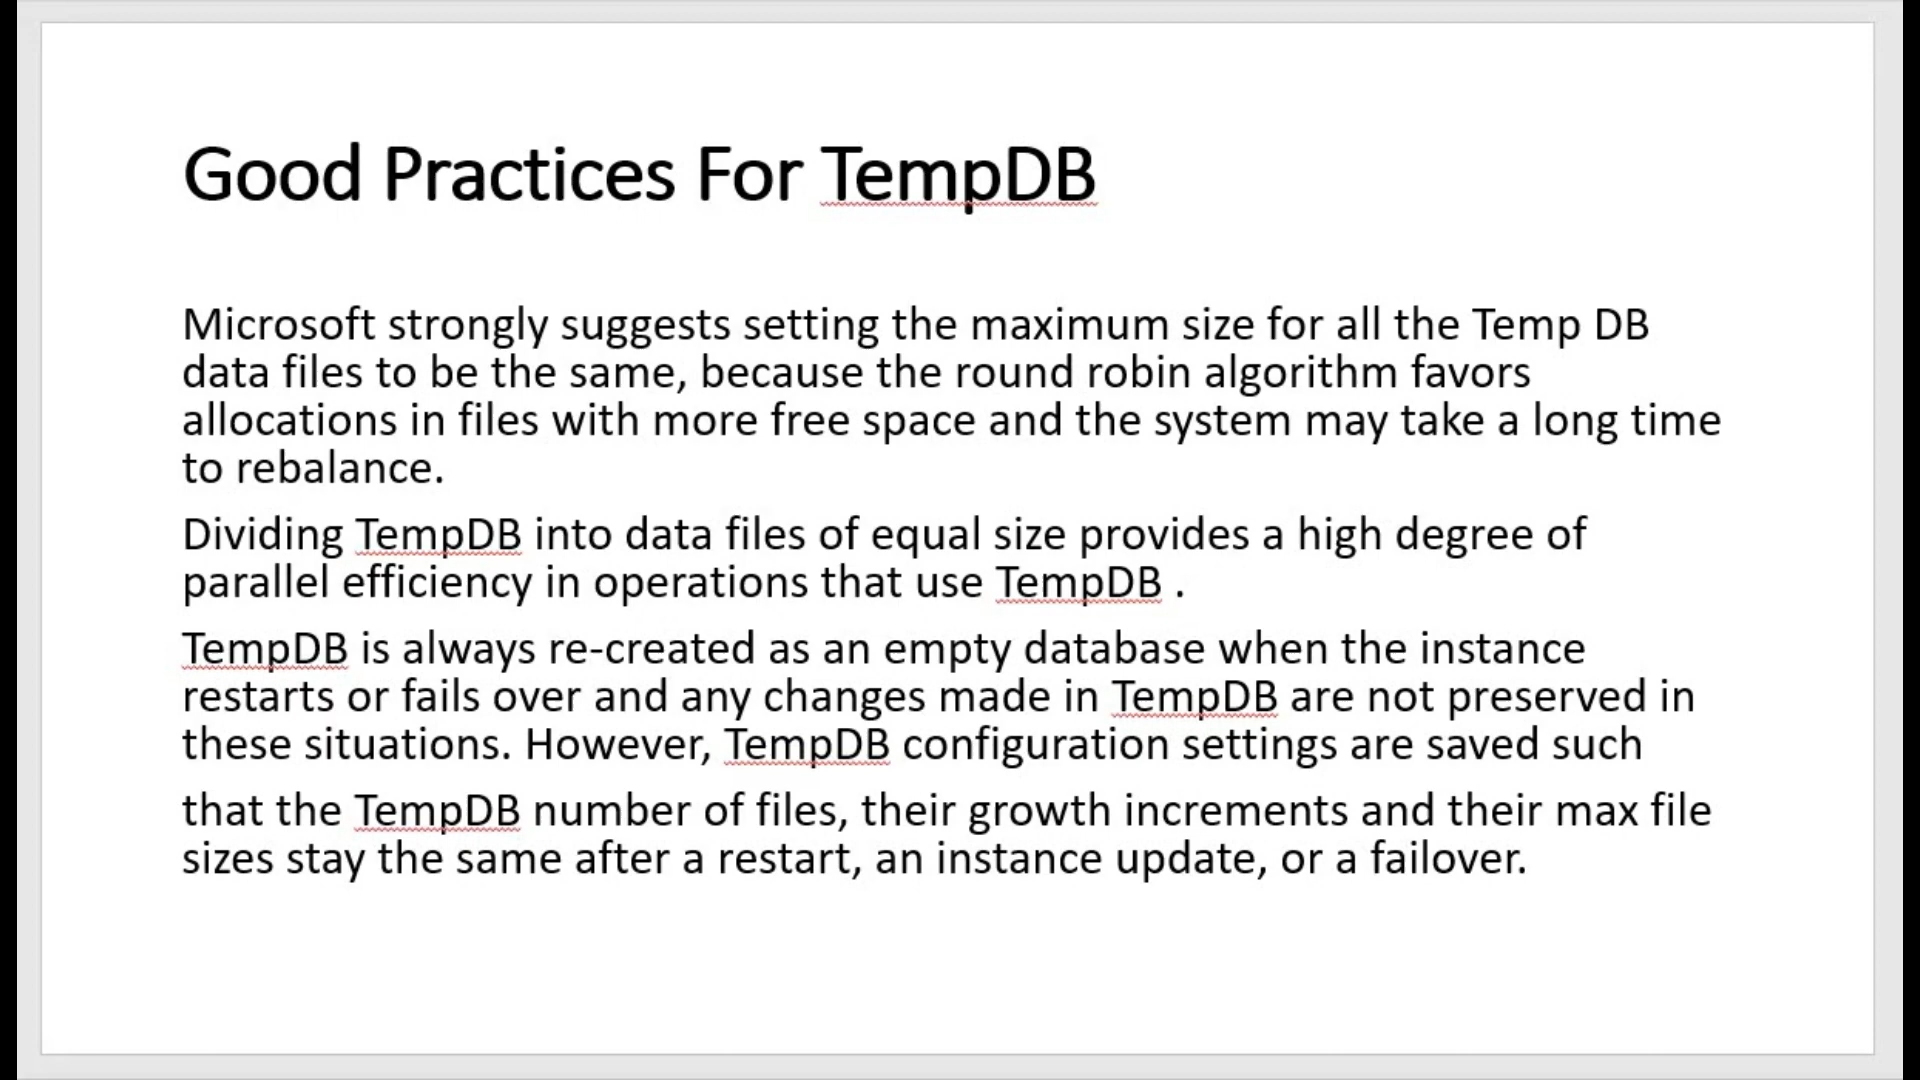 Good Practices For TempDB
Microsoft strongly suggests setting the maximum size for all the Temp DB
data files to be the same, because the round robin algorithm favors
allocations in files with more free space and the system may take a long time
to rebalance.
Dividing TempDB into data files of equal size provides a high degree of
parallel efficiency in operations that use TempDB .
TempDB is always re-created as an empty database when the instance
restarts or fails over and any changes made in TempDB are not preserved in
these situations. However, TempDB configuration settings are saved such
that the TempDB number of files, their growth increments and their max file
sizes stay the same after a restart, an instance update, or a failover.